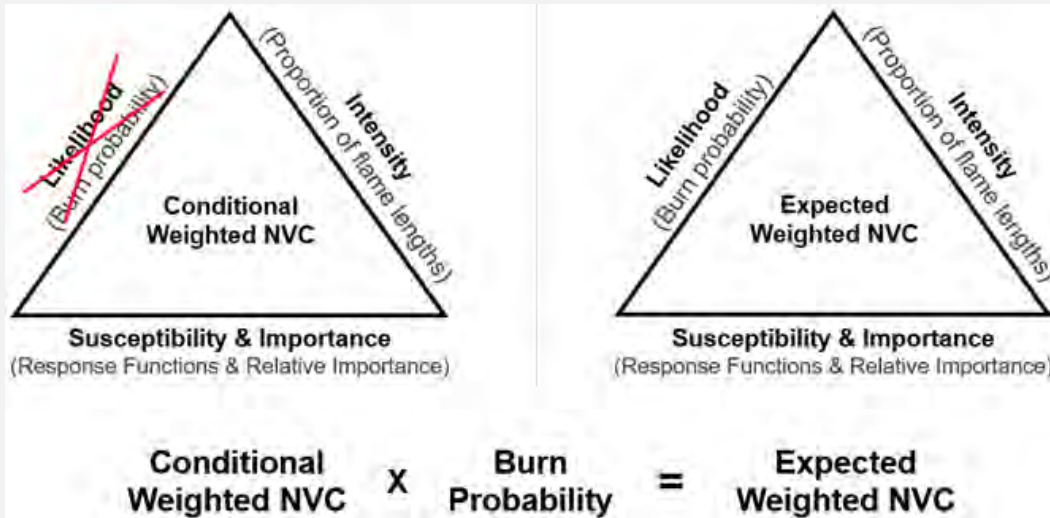 Likelihood
(Burn probability)
Intensity
(Proportion of flame lengths)
Conditional
Weighted NVC
Susceptibility & Importance
(Response Functions & Relative Importance)
Likelihood
(Burn probability)
Intensity
(Proportion of flame lengths)
Expected
Weighted NVC
Susceptibility & Importance
(Response Functions & Relative Importance)
Conditional Burn Expected
Weighted NVC X Probability = Weighted NVC